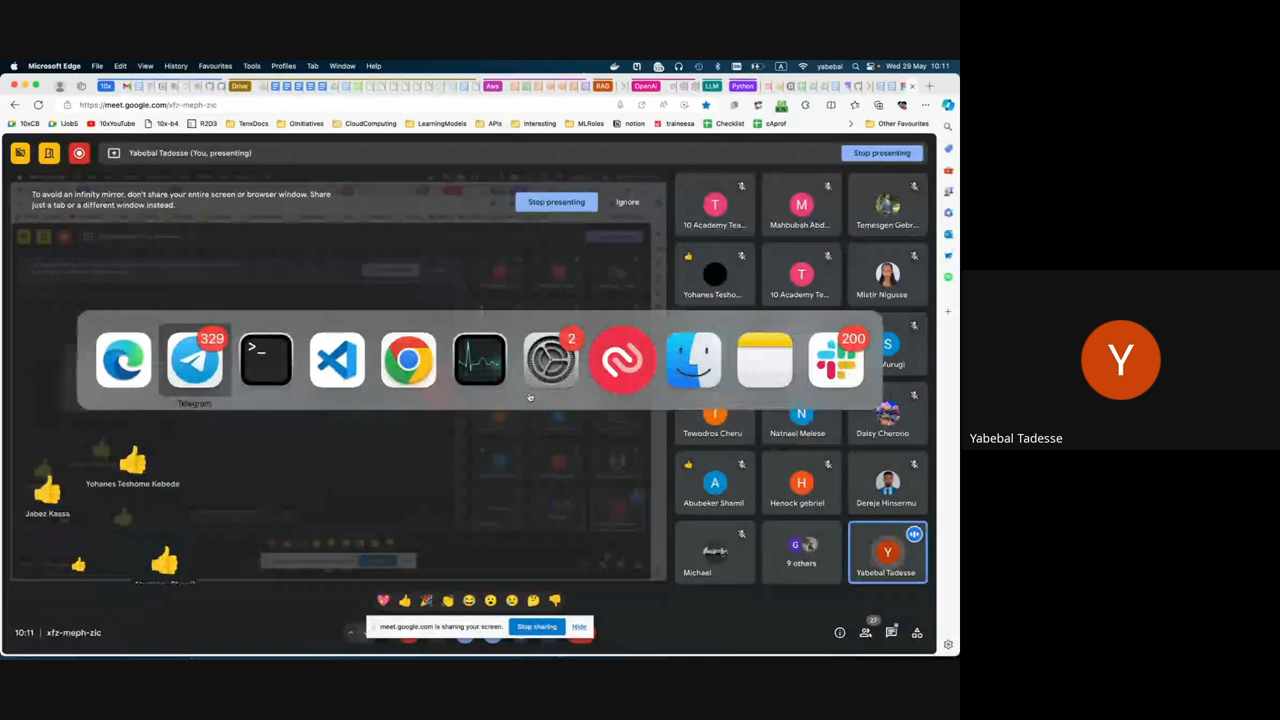 Microsoft Edge File Edit View History Favourites Tools Profiles Tab Window Help
yabebal Wed 29 May 10:11
10x Drive Aws RAG OpenAI LLM Python
https://meet.google.com/xfz-meph-zic
10xCB iJobS 10xYouTube 10x-b4 R2D3 TenxDocs OInitiatives CloudComputing LearningModels APIs Interesting MLRoles notion traineesa Checklist cAprof Other Favourites
Yabebal Tadesse (You, presenting)
Stop presenting
To avoid an infinity mirror, don't share your entire screen or browser window. Share
just a tab or a different window instead.
Stop presenting Ignore
T M
10 Academy Tea... Mahbubah Abd... Temesgen Gebr...
T
Yohanes Tesho... 10 Academy Te... Mistir Nigusse
329 2 200
>_
Telegram
S
Murugi
T N
Tewodros Cheru Natnael Melese Daisy Cherono
Yohanes Teshome Kebede
Jabez Kassa
A H
Abubeker Shamil Henock gebriel Dereje Hinsermu
G Y
Michael 9 others Yabebal Tadesse
meet.google.com is sharing your screen. Stop sharing Hide
10:11 | xfz-meph-zic
27
Y
Yabebal Tadesse